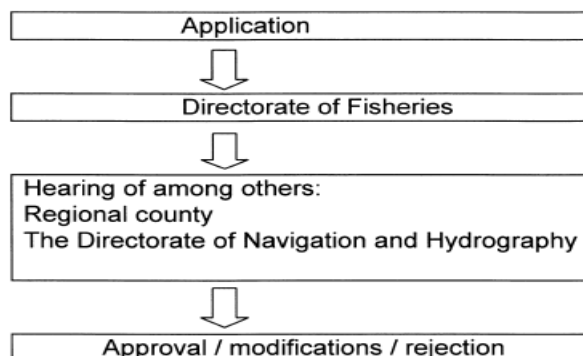 Application
Directorate of Fisheries
Hearing of among others:
Regional county
The Directorate of Navigation and Hydrography
Approval / modifications / rejection